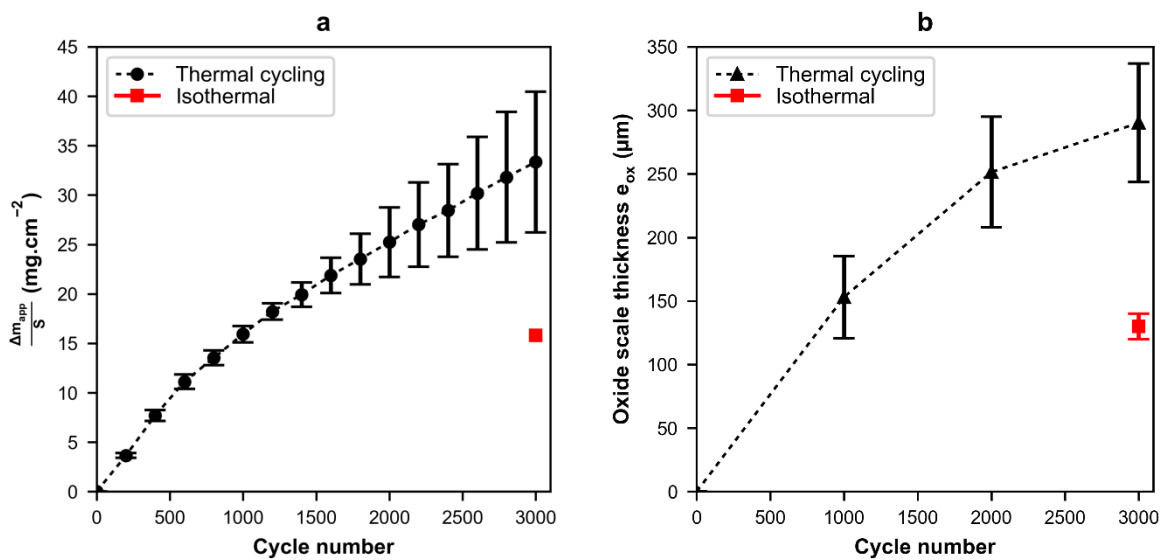 a
45
40
35
30
25
20
15
10
5
0
Δm_app/S (mg.cm⁻²)
Thermal cycling
Isothermal
0 500 1000 1500 2000 2500 3000
Cycle number
b
350
300
250
200
150
100
50
0
Oxide scale thickness e_ox (μm)
Thermal cycling
Isothermal
0 500 1000 1500 2000 2500 3000
Cycle number